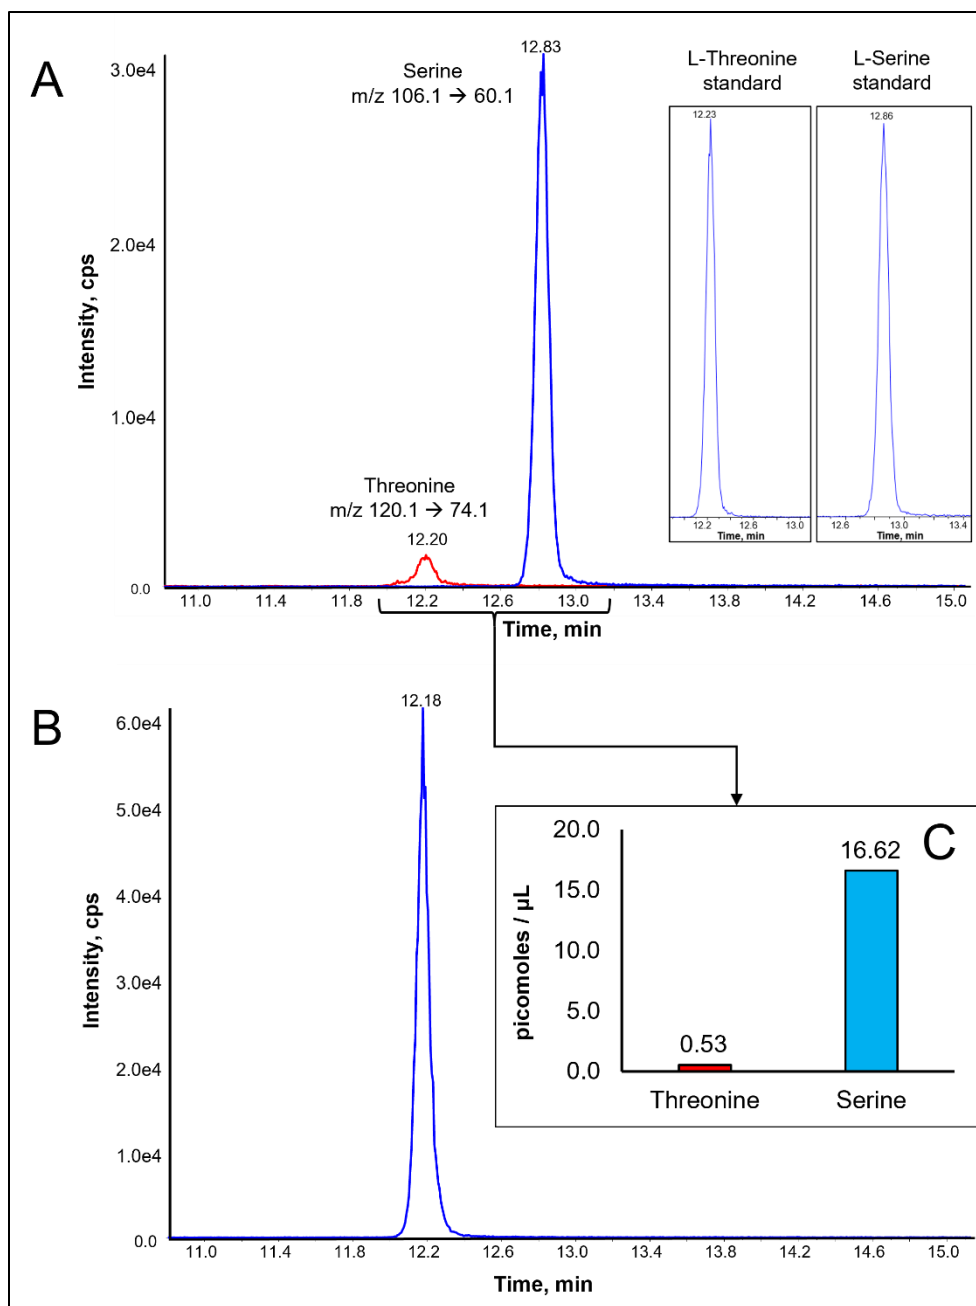 A
3.0e4
2.0e4
1.0e4
0.0
Intensity, cps
Serine
m/z 106.1 → 60.1
12.83
Threonine
m/z 120.1 → 74.1
12.20
11.0 11.4 11.8 12.2 12.6 13.0 13.4 13.8 14.2 14.6 15.0
Time, min
L-Threonine
standard
12.23
12.2 12.6 13.0
Time, min
L-Serine
standard
12.86
12.6 13.0 13.4
Time, min
B
6.0e4
5.0e4
4.0e4
3.0e4
2.0e4
1.0e4
0.0
Intensity, cps
12.18
11.0 11.4 11.8 12.2 12.6 13.0 13.4 13.8 14.2 14.6 15.0
Time, min
C
20.0
15.0
10.0
5.0
0.0
picomoles / µL
0.53
16.62
Threonine Serine